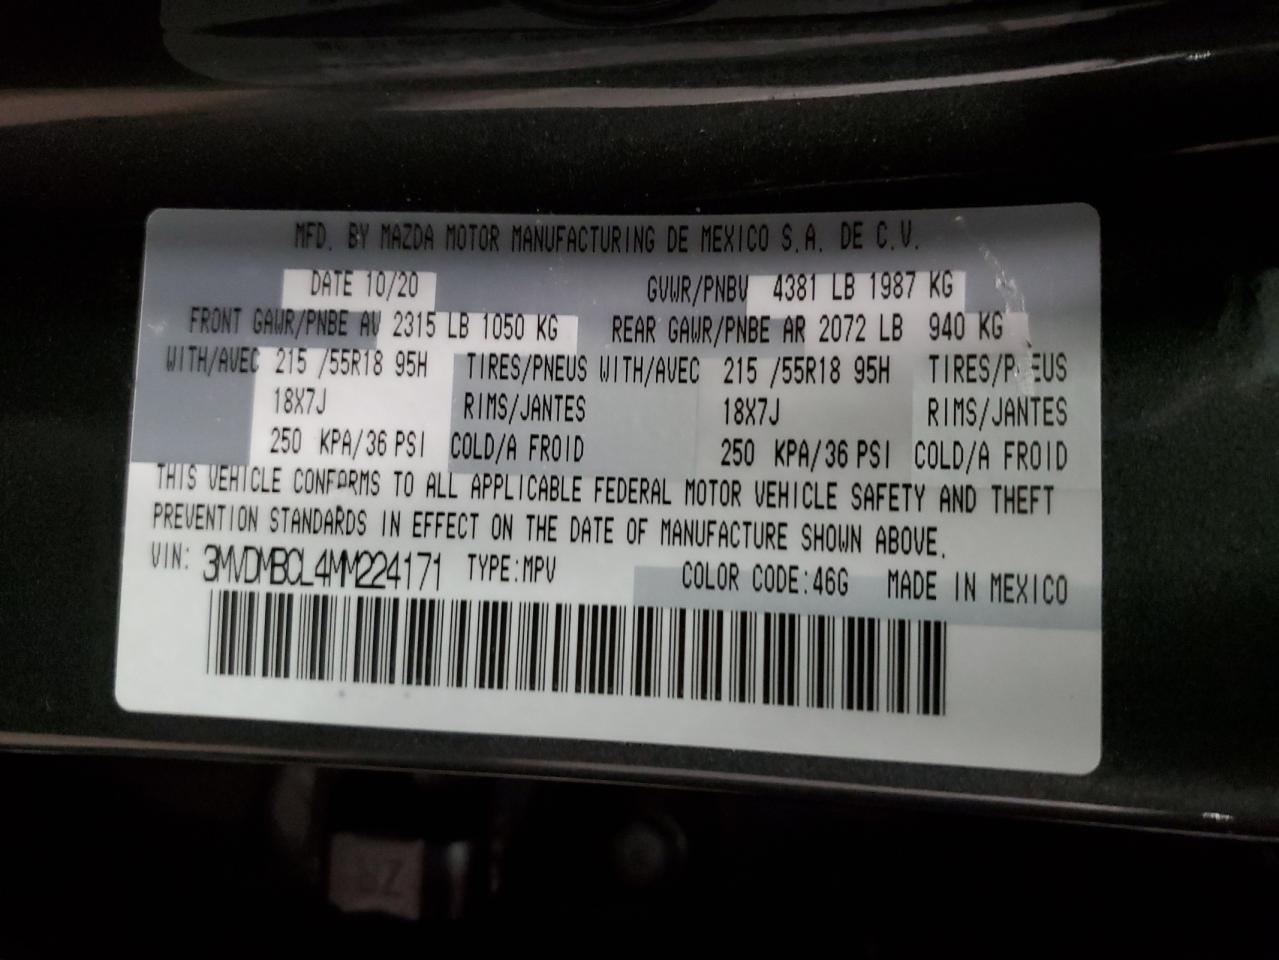 MFD. BY MAZDA MOTOR MANUFACTURING DE MEXICO S.A. DE C.V.
DATE 10/20 GVWR/PNBV 4381 LB 1987 KG
FRONT GAWR/PNBE AV 2315 LB 1050 KG REAR GAWR/PNBE AR 2072 LB 940 KG
WITH/AVEC 215 /55R18 95H TIRES/PNEUS WITH/AVEC 215 /55R18 95H TIRES/PNEUS
18X7J RIMS/JANTES 18X7J RIMS/JANTES
250 KPA/36 PSI COLD/A FROID 250 KPA/36 PSI COLD/A FROID
THIS VEHICLE CONFORMS TO ALL APPLICABLE FEDERAL MOTOR VEHICLE SAFETY AND THEFT
PREVENTION STANDARDS IN EFFECT ON THE DATE OF MANUFACTURE SHOWN ABOVE.
VIN: 3MVDMBCL4MM224171 TYPE:MPV COLOR CODE:46G MADE IN MEXICO